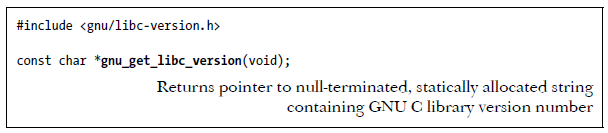 #include <gnu/libc-version.h>
const char *gnu_get_libc_version(void);
Returns pointer to null-terminated, statically allocated string
containing GNU C library version number